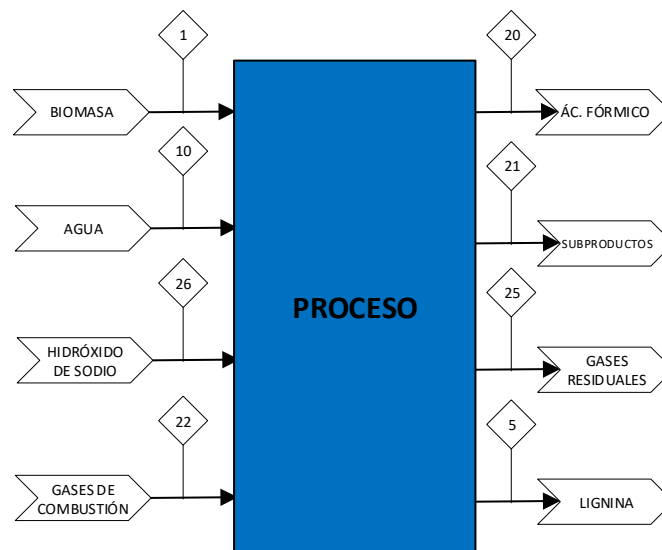 1
20
BIOMASA
ÁC. FÓRMICO
10
21
AGUA
SUBPRODUCTOS
26
25
PROCESO
HIDRÓXIDO
DE SODIO
GASES
RESIDUALES
22
5
GASES DE
COMBUSTIÓN
LIGNINA